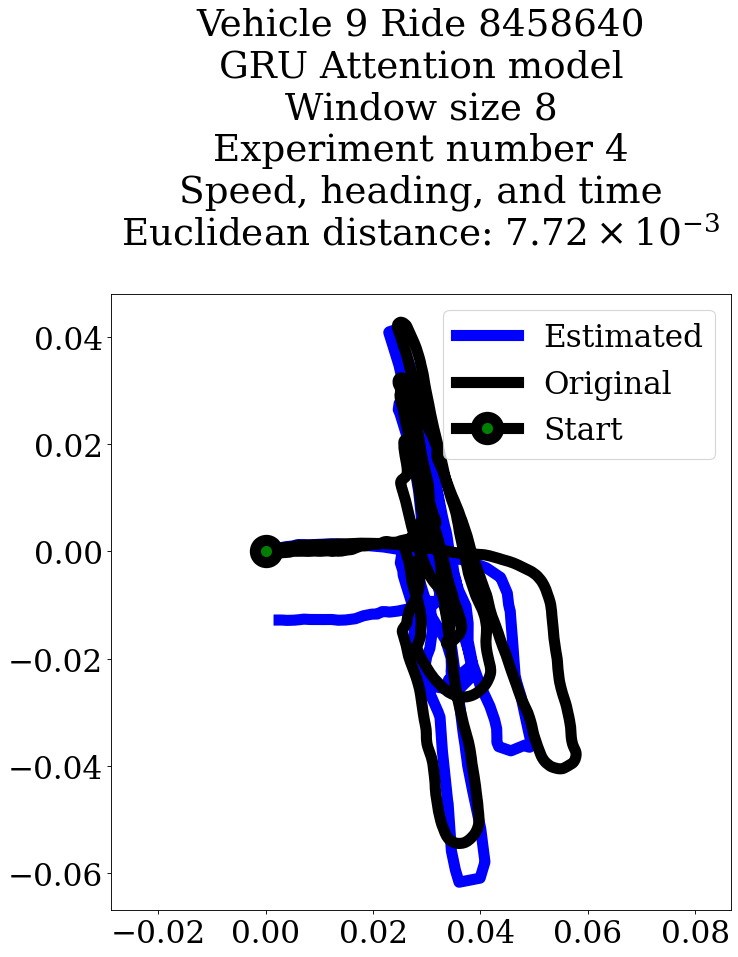 Vehicle 9 Ride 8458640
GRU Attention model
Window size 8
Experiment number 4
Speed, heading, and time
Euclidean distance: 7.72 × 10⁻³
Estimated
Original
Start
0.04
0.02
0.00
−0.02
−0.04
−0.06
−0.02 0.00 0.02 0.04 0.06 0.08